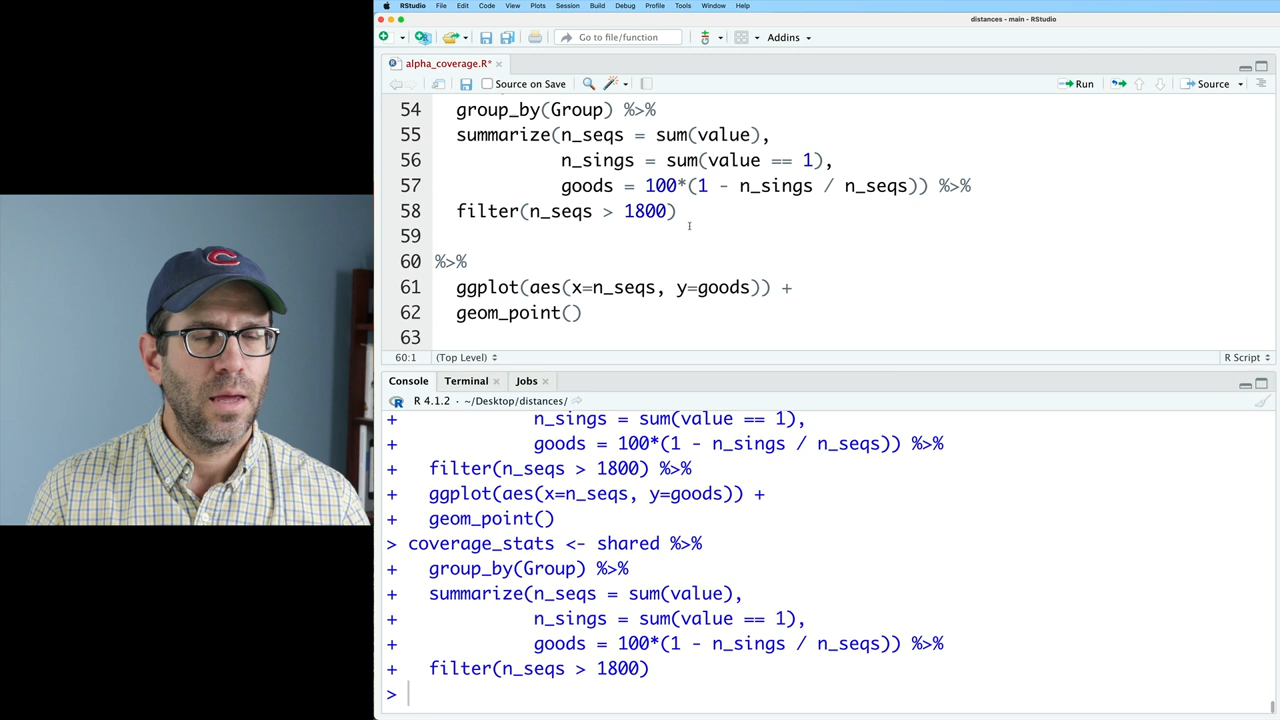 RStudio File Edit Code View Plots Session Build Debug Profile Tools Window Help
distances - main - RStudio
Go to file/function
Addins
alpha_coverage.R*
Source on Save
Run
Source
54 group_by(Group) %>%
55 summarize(n_seqs = sum(value),
56 n_sings = sum(value == 1),
57 goods = 100*(1 - n_sings / n_seqs)) %>%
58 filter(n_seqs > 1800)
59
60 %>%
61 ggplot(aes(x=n_seqs, y=goods)) +
62 geom_point()
63
60:1 (Top Level) R Script
Console Terminal Jobs
R 4.1.2 · ~/Desktop/distances/
+ n_sings = sum(value == 1),
+ goods = 100*(1 - n_sings / n_seqs)) %>%
+ filter(n_seqs > 1800) %>%
+ ggplot(aes(x=n_seqs, y=goods)) +
+ geom_point()
> coverage_stats <- shared %>%
+ group_by(Group) %>%
+ summarize(n_seqs = sum(value),
+ n_sings = sum(value == 1),
+ goods = 100*(1 - n_sings / n_seqs)) %>%
+ filter(n_seqs > 1800)
>